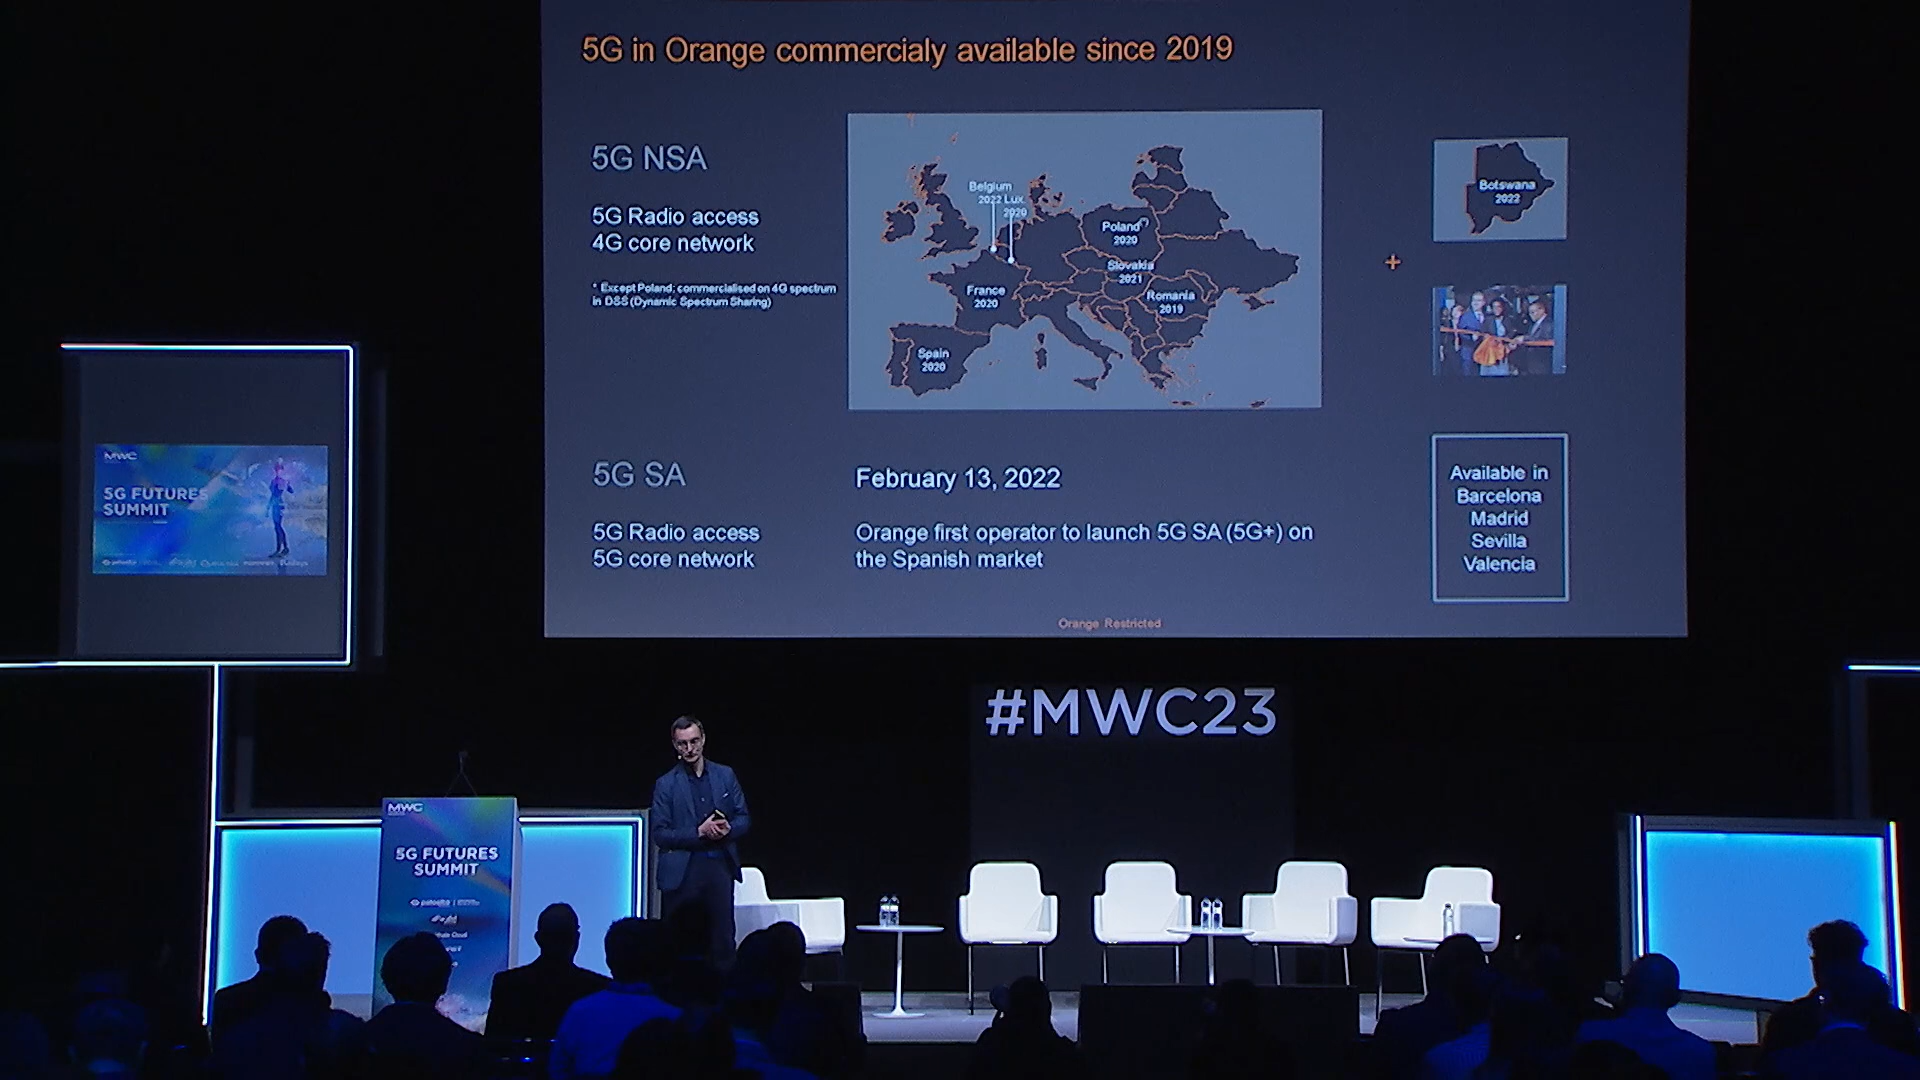 5G in Orange commercialy available since 2019
5G NSA
5G Radio access
4G core network
* Except Poland: commercialised on 4G spectrum
in DSS (Dynamic Spectrum Sharing)
Belgium
2022
Lux.
2020
Poland(*)
2020
Slovakia
2021
France
2020
Romania
2019
Spain
2020
+
Botswana
2022
5G SA
5G Radio access
5G core network
February 13, 2022
Orange first operator to launch 5G SA (5G+) on
the Spanish market
Available in
Barcelona
Madrid
Sevilla
Valencia
Orange Restricted
MWC
5G FUTURES
SUMMIT
#MWC23
MWC
5G FUTURES
SUMMIT